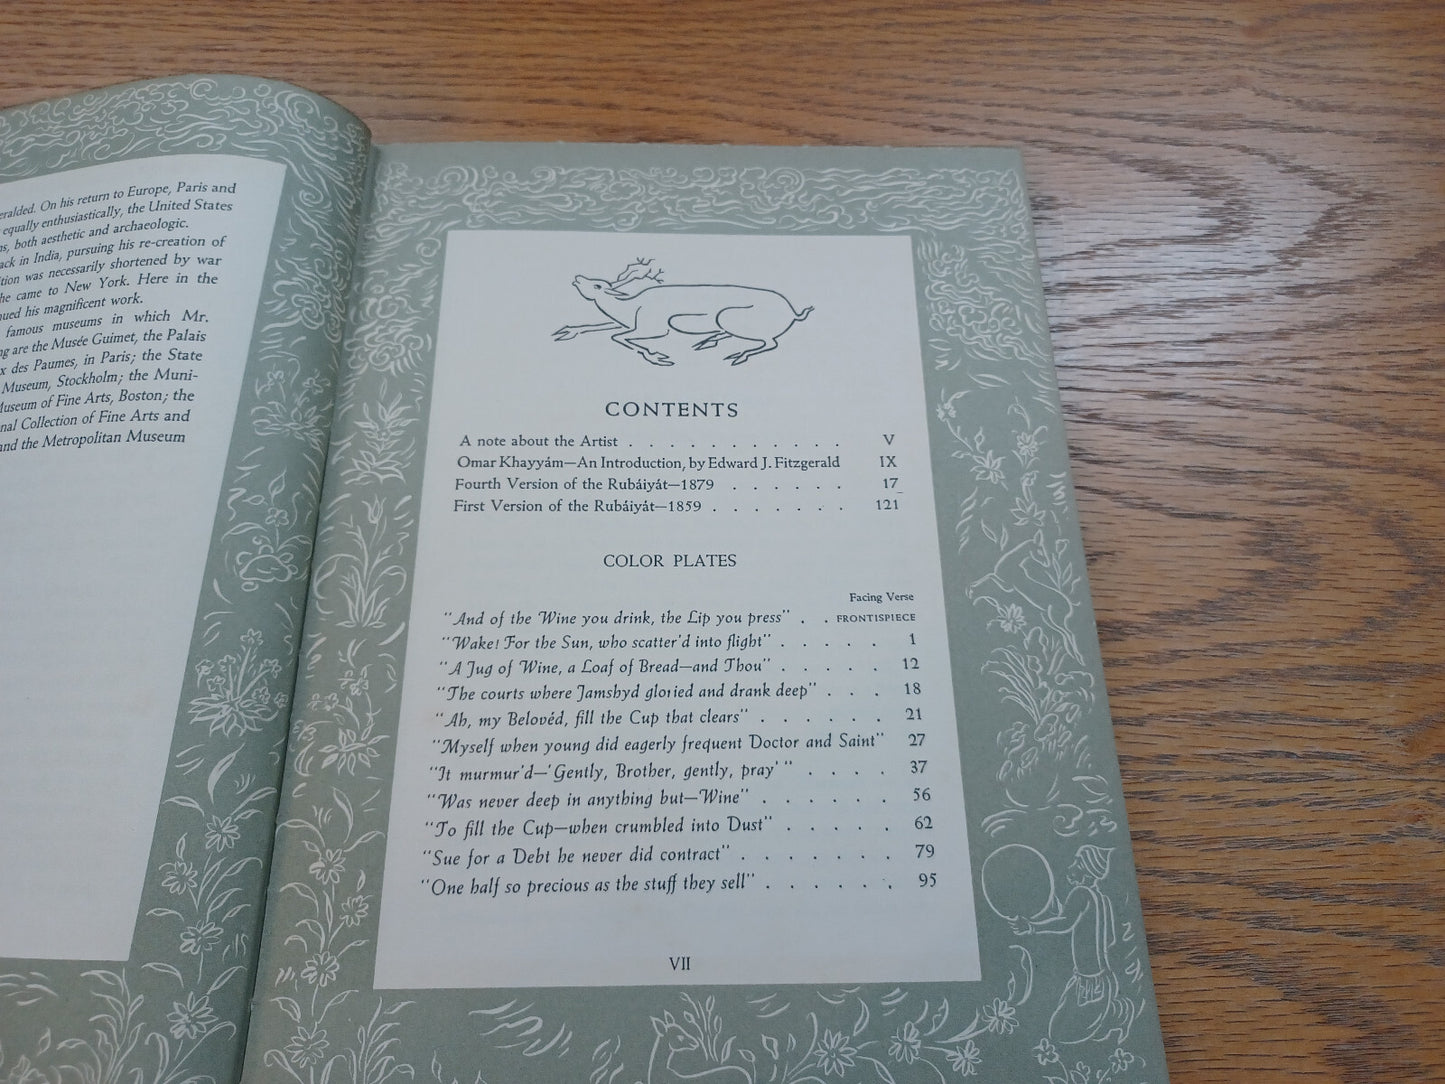 eralded. On his return to Europe, Paris and
equally enthusiastically, the United States
ns, both aesthetic and archaeologic.
ack in India, pursuing his re-creation of
ition was necessarily shortened by war
he came to New York. Here in the
nued his magnificent work.
famous museums in which Mr.
ng are the Musée Guimet, the Palais
x des Paumes, in Paris; the State
Museum, Stockholm; the Muni-
Museum of Fine Arts, Boston; the
nal Collection of Fine Arts and
and the Metropolitan Museum
CONTENTS
A note about the Artist . . . . . . . . . . . V
Omar Khayyám—An Introduction, by Edward J. Fitzgerald IX
Fourth Version of the Rubáiyát—1879 . . . . . . 17
First Version of the Rubáiyát—1859 . . . . . . . 121
COLOR PLATES
Facing Verse
"And of the Wine you drink, the Lip you press" . . FRONTISPIECE
"Wake! For the Sun, who scatter'd into flight" . . . . . 1
"A Jug of Wine, a Loaf of Bread—and Thou" . . . . . 12
"The courts where Jamshyd gloried and drank deep" . . . 18
"Ah, my Belovéd, fill the Cup that clears" . . . . . . 21
"Myself when young did eagerly frequent Doctor and Saint" 27
"It murmur'd—'Gently, Brother, gently, pray' " . . . . 37
"Was never deep in anything but—Wine" . . . . . . 56
"To fill the Cup—when crumbled into Dust" . . . . . 62
"Sue for a Debt he never did contract" . . . . . . . 79
"One half so precious as the stuff they sell" . . . . . . 95
VII